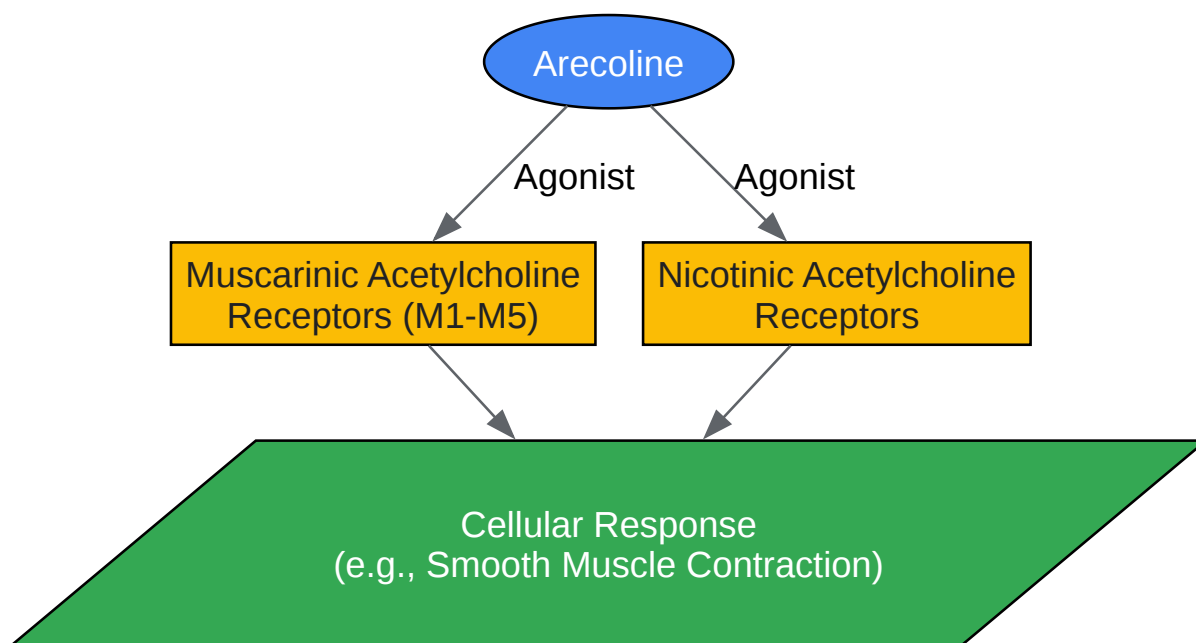 Arecoline
Agonist
Agonist
Muscarinic Acetylcholine
Receptors (M1-M5)
Nicotinic Acetylcholine
Receptors
Cellular Response
(e.g., Smooth Muscle Contraction)